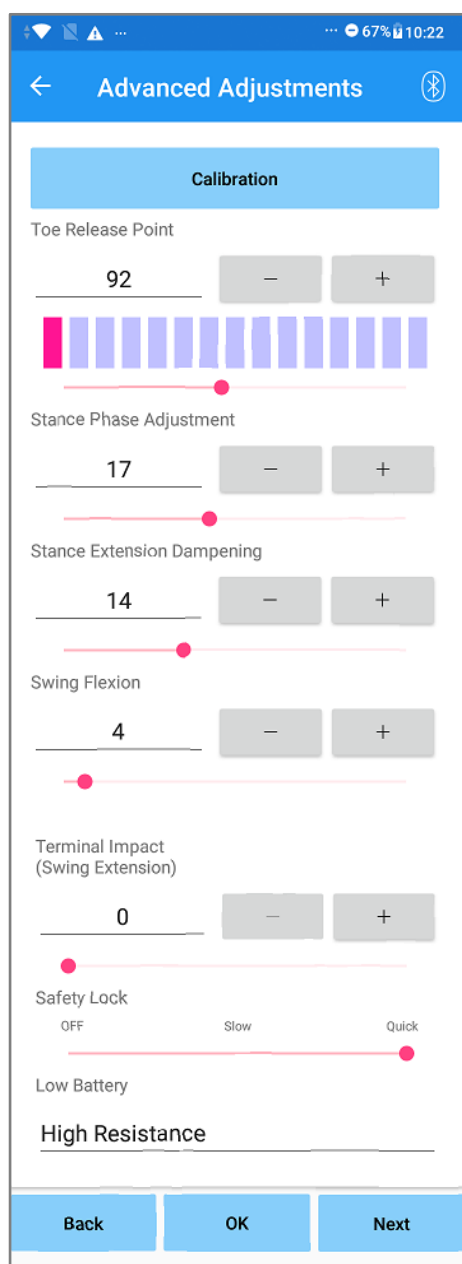 67% 10:22
Advanced Adjustments
Calibration
Toe Release Point
92 − +
Stance Phase Adjustment
17 − +
Stance Extension Dampening
14 − +
Swing Flexion
4 − +
Terminal Impact
(Swing Extension)
0 − +
Safety Lock
OFF Slow Quick
Low Battery
High Resistance
Back OK Next